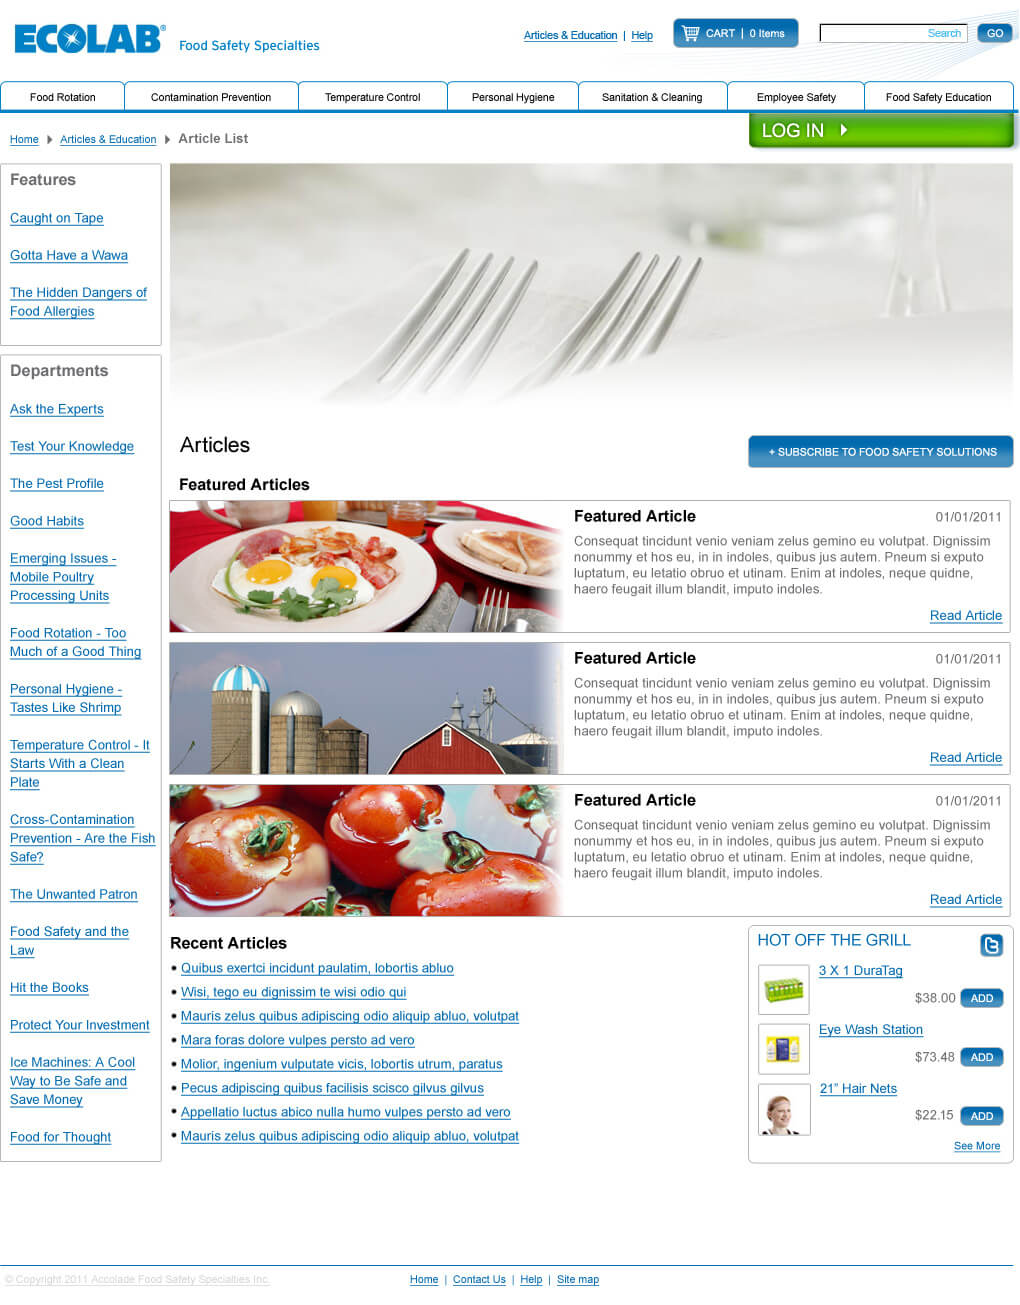 ECOLAB® Food Safety Specialties
Articles & Education | Help
CART | 0 Items
Search
GO
Food Rotation
Contamination Prevention
Temperature Control
Personal Hygiene
Sanitation & Cleaning
Employee Safety
Food Safety Education
Home
Articles & Education
Article List
LOG IN
Features
Caught on Tape
Gotta Have a Wawa
The Hidden Dangers of
Food Allergies
Departments
Ask the Experts
Test Your Knowledge
The Pest Profile
Good Habits
Emerging Issues -
Mobile Poultry
Processing Units
Food Rotation - Too
Much of a Good Thing
Personal Hygiene -
Tastes Like Shrimp
Temperature Control - It
Starts With a Clean
Plate
Cross-Contamination
Prevention - Are the Fish
Safe?
The Unwanted Patron
Food Safety and the
Law
Hit the Books
Protect Your Investment
Ice Machines: A Cool
Way to Be Safe and
Save Money
Food for Thought
Articles
+ SUBSCRIBE TO FOOD SAFETY SOLUTIONS
Featured Articles
Featured Article
01/01/2011
Consequat tincidunt venio veniam zelus gemino eu volutpat. Dignissim
nonummy et hos eu, in in indoles, quibus jus autem. Pneum si exputo
luptatum, eu letatio obruo et utinam. Enim at indoles, neque quidne,
haero feugait illum blandit, imputo indoles.
Read Article
Featured Article
01/01/2011
Consequat tincidunt venio veniam zelus gemino eu volutpat. Dignissim
nonummy et hos eu, in in indoles, quibus jus autem. Pneum si exputo
luptatum, eu letatio obruo et utinam. Enim at indoles, neque quidne,
haero feugait illum blandit, imputo indoles.
Read Article
Featured Article
01/01/2011
Consequat tincidunt venio veniam zelus gemino eu volutpat. Dignissim
nonummy et hos eu, in in indoles, quibus jus autem. Pneum si exputo
luptatum, eu letatio obruo et utinam. Enim at indoles, neque quidne,
haero feugait illum blandit, imputo indoles.
Read Article
Recent Articles
• Quibus exertci incidunt paulatim, lobortis abluo
• Wisi, tego eu dignissim te wisi odio qui
• Mauris zelus quibus adipiscing odio aliquip abluo, volutpat
• Mara foras dolore vulpes persto ad vero
• Molior, ingenium vulputate vicis, lobortis utrum, paratus
• Pecus adipiscing quibus facilisis scisco gilvus gilvus
• Appellatio luctus abico nulla humo vulpes persto ad vero
• Mauris zelus quibus adipiscing odio aliquip abluo, volutpat
HOT OFF THE GRILL
3 X 1 DuraTag
$38.00 ADD
Eye Wash Station
$73.48 ADD
21” Hair Nets
$22.15 ADD
See More
© Copyright 2011 Accolade Food Safety Specialties Inc.
Home | Contact Us | Help | Site map